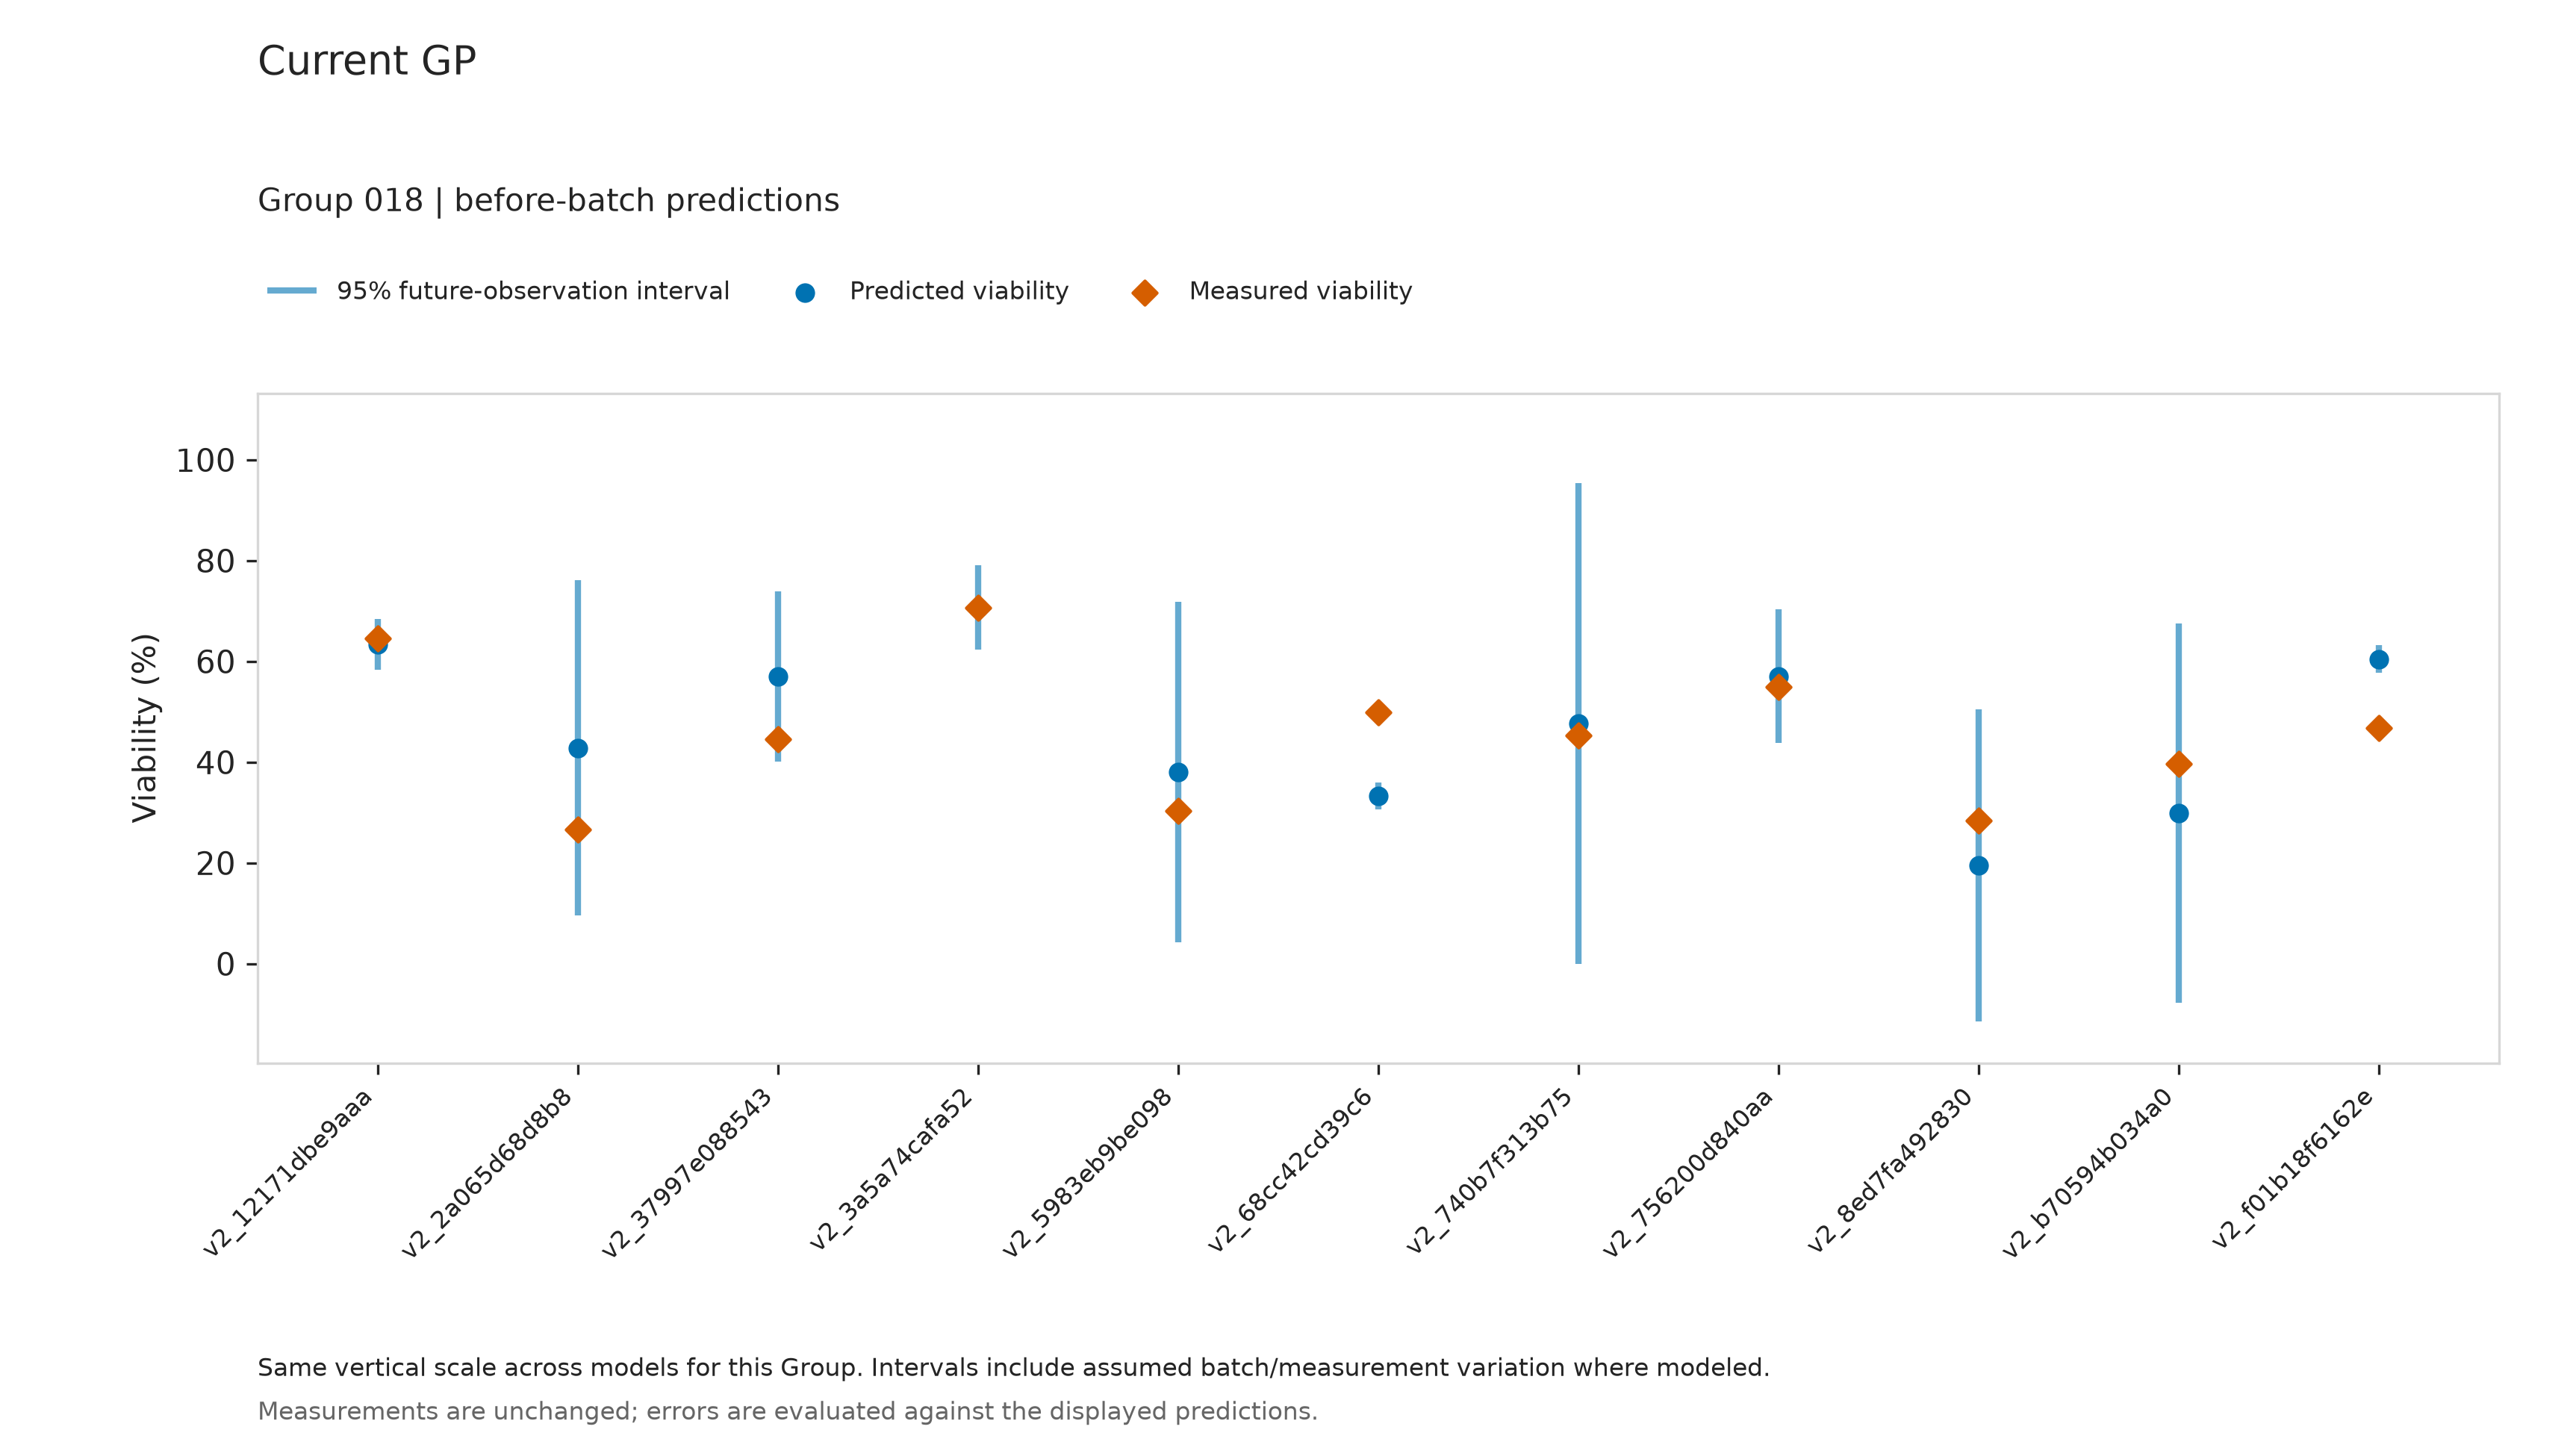 Current GP
Group 018 | before-batch predictions
95% future-observation interval
Predicted viability
Measured viability
Viability (%)
100
80
60
40
20
0
v2_12171dbe9aaa
v2_2a065d68d8b8
v2_37997e088543
v2_3a5a74cafa52
v2_5983eb9be098
v2_68cc42cd39c6
v2_740b7f313b75
v2_756200d840aa
v2_8ed7fa492830
v2_b70594b034a0
v2_f01b18f6162e
Same vertical scale across models for this Group. Intervals include assumed batch/measurement variation where modeled.
Measurements are unchanged; errors are evaluated against the displayed predictions.